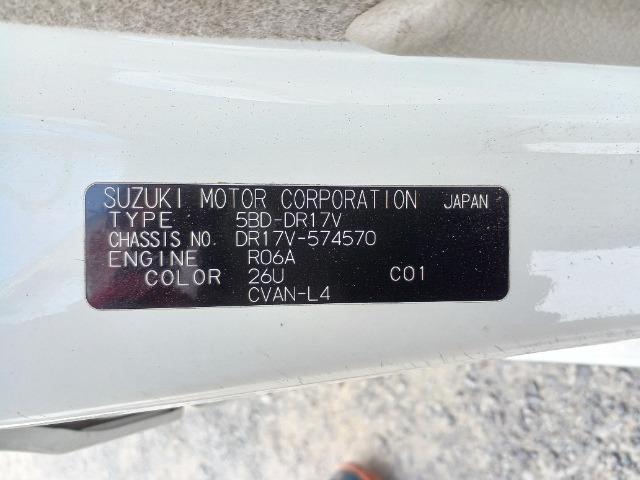 SUZUKI MOTOR CORPORATION JAPAN
TYPE 5BD-DR17V
CHASSIS NO. DR17V-574570
ENGINE R06A
COLOR 26U C01
CVAN-L4